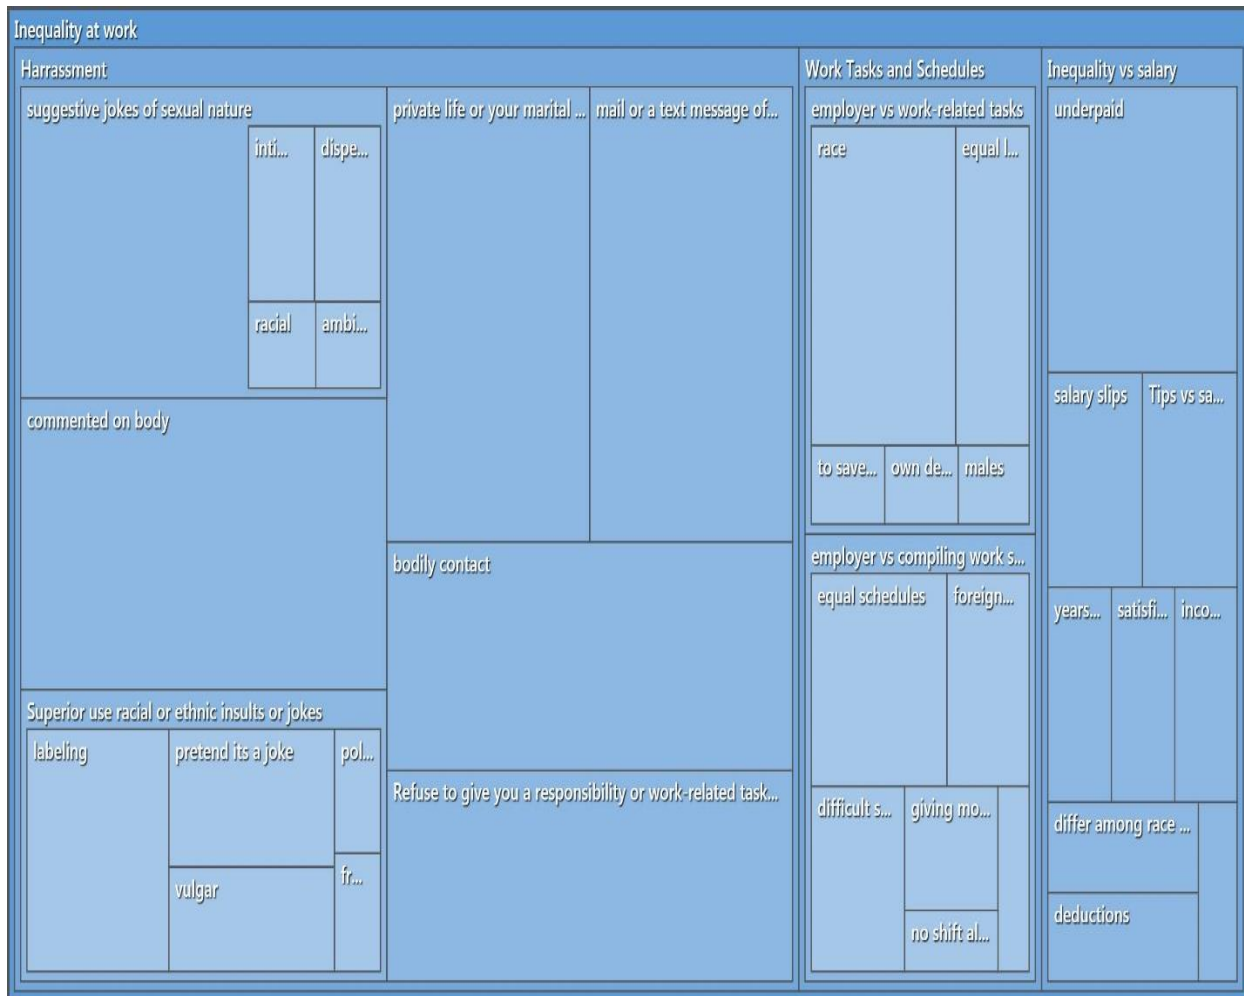 Inequality at work
Harrassment
suggestive jokes of sexual nature
inti...
dispe...
racial
ambi...
commented on body
Superior use racial or ethnic insults or jokes
labeling
pretend its a joke
pol...
vulgar
fr...
private life or your marital ...
mail or a text message of...
bodily contact
Refuse to give you a responsibility or work-related task...
Work Tasks and Schedules
employer vs work-related tasks
race
equal l...
to save...
own de...
males
employer vs compiling work s...
equal schedules
foreign...
difficult s...
giving mo...
no shift al...
Inequality vs salary
underpaid
salary slips
Tips vs sa...
years...
satisfi...
inco...
differ among race ...
deductions